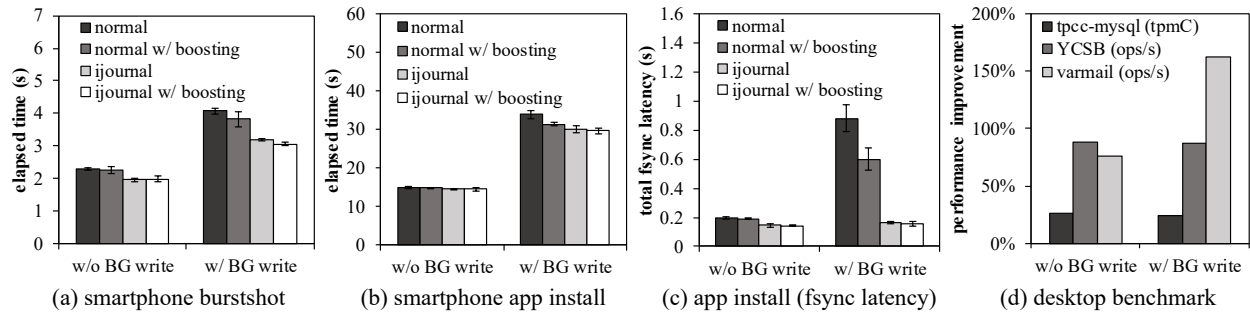 7
6
5
4
3
2
1
0
elapsed time (s)
normal
normal w/ boosting
ijournal
ijournal w/ boosting
w/o BG write
w/ BG write
(a) smartphone burstshot
60
50
40
30
20
10
0
elapsed time (s)
normal
normal w/ boosting
ijournal
ijournal w/ boosting
w/o BG write
w/ BG write
(b) smartphone app install
1.6
1.4
1.2
1
0.8
0.6
0.4
0.2
0
total fsync latency (s)
normal
normal w/ boosting
ijournal
ijournal w/ boosting
w/o BG write
w/ BG write
(c) app install (fsync latency)
200%
150%
100%
50%
0%
performance improvement
tpcc-mysql (tpmC)
YCSB (ops/s)
varmail (ops/s)
w/o BG write
w/ BG write
(d) desktop benchmark